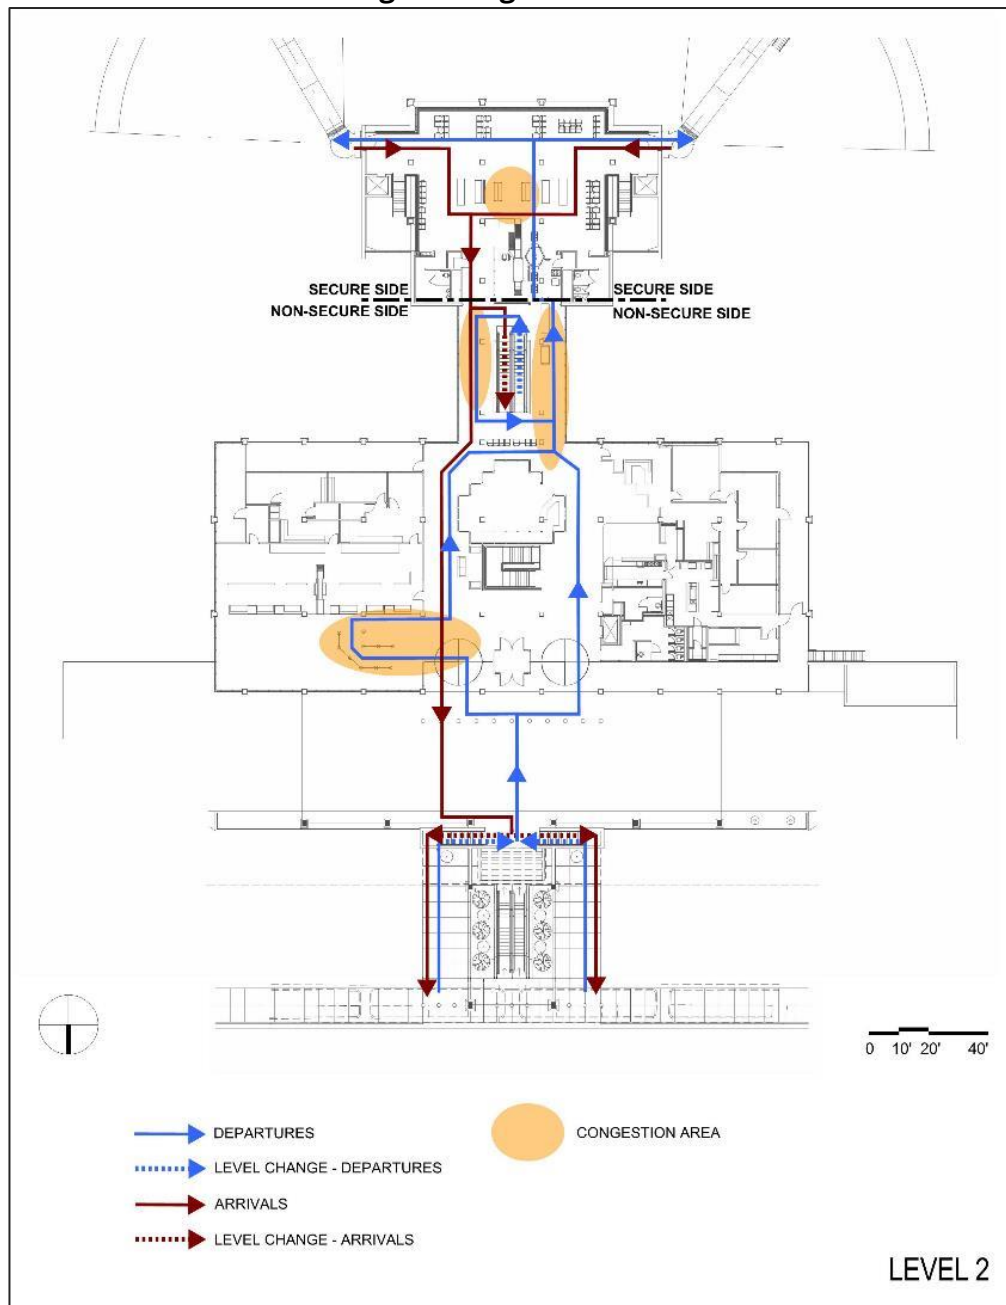 SECURE SIDE
SECURE SIDE
NON-SECURE SIDE
NON-SECURE SIDE
0 10' 20' 40'
DEPARTURES
CONGESTION AREA
LEVEL CHANGE - DEPARTURES
ARRIVALS
LEVEL CHANGE - ARRIVALS
LEVEL 2